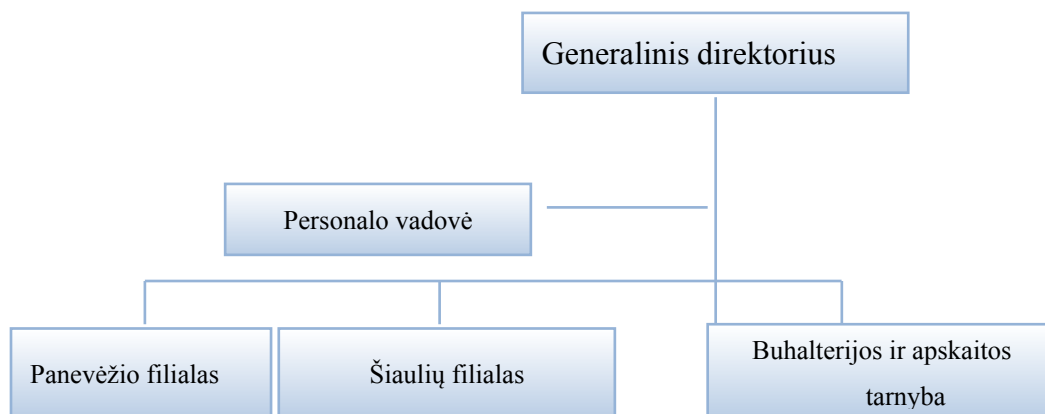 Generalinis direktorius
Personalo vadovė
Panevėžio filialas
Šiaulių filialas
Buhalterijos ir apskaitos
tarnyba